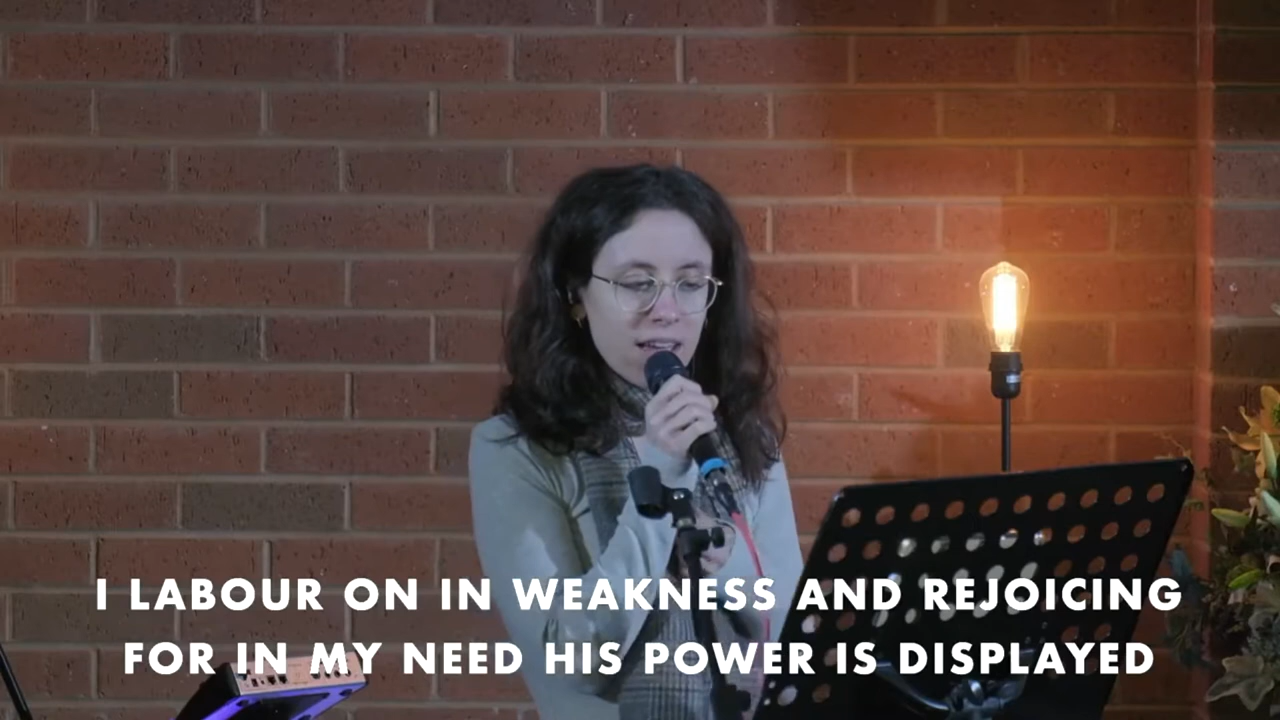 I LABOUR ON IN WEAKNESS AND REJOICING
FOR IN MY NEED HIS POWER IS DISPLAYED